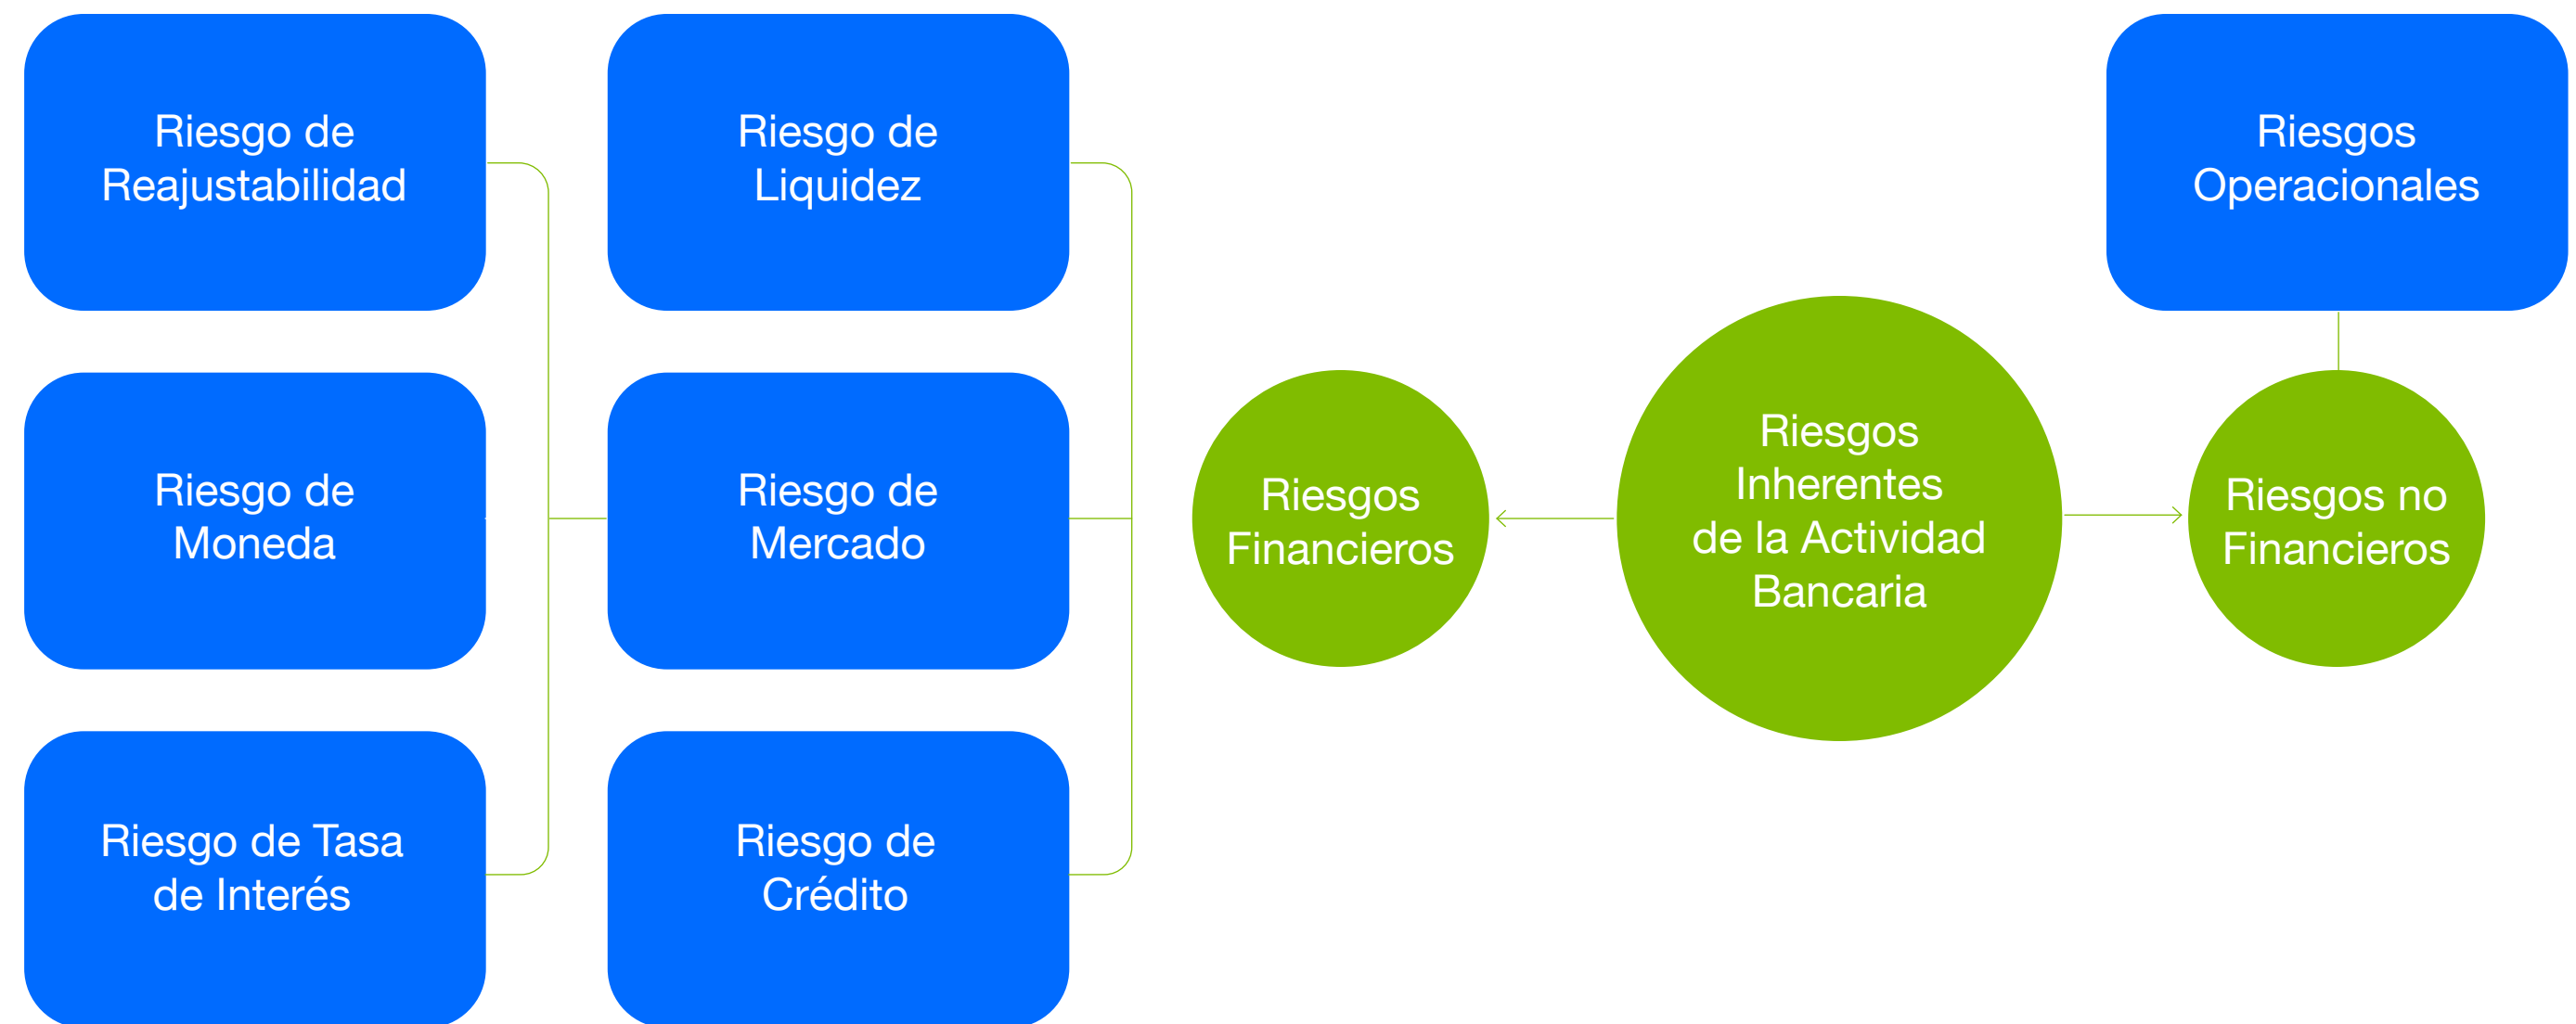 Riesgo de
Reajustabilidad
Riesgo de
Liquidez
Riesgos
Operacionales
Riesgo de
Moneda
Riesgo de
Mercado
Riesgos
Financieros
Riesgos
Inherentes
de la Actividad
Bancaria
Riesgos no
Financieros
Riesgo de Tasa
de Interés
Riesgo de
Crédito